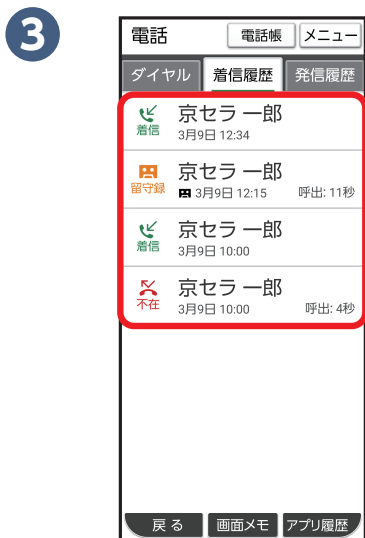 3
電話 電話帳 メニュー
ダイヤル 着信履歴 発信履歴
京セラ 一郎
着信 3月9日 12:34
京セラ 一郎
留守録 3月9日 12:15 呼出: 11秒
京セラ 一郎
着信 3月9日 10:00
京セラ 一郎
不在 3月9日 10:00 呼出: 4秒
戻る 画面メモ アプリ履歴